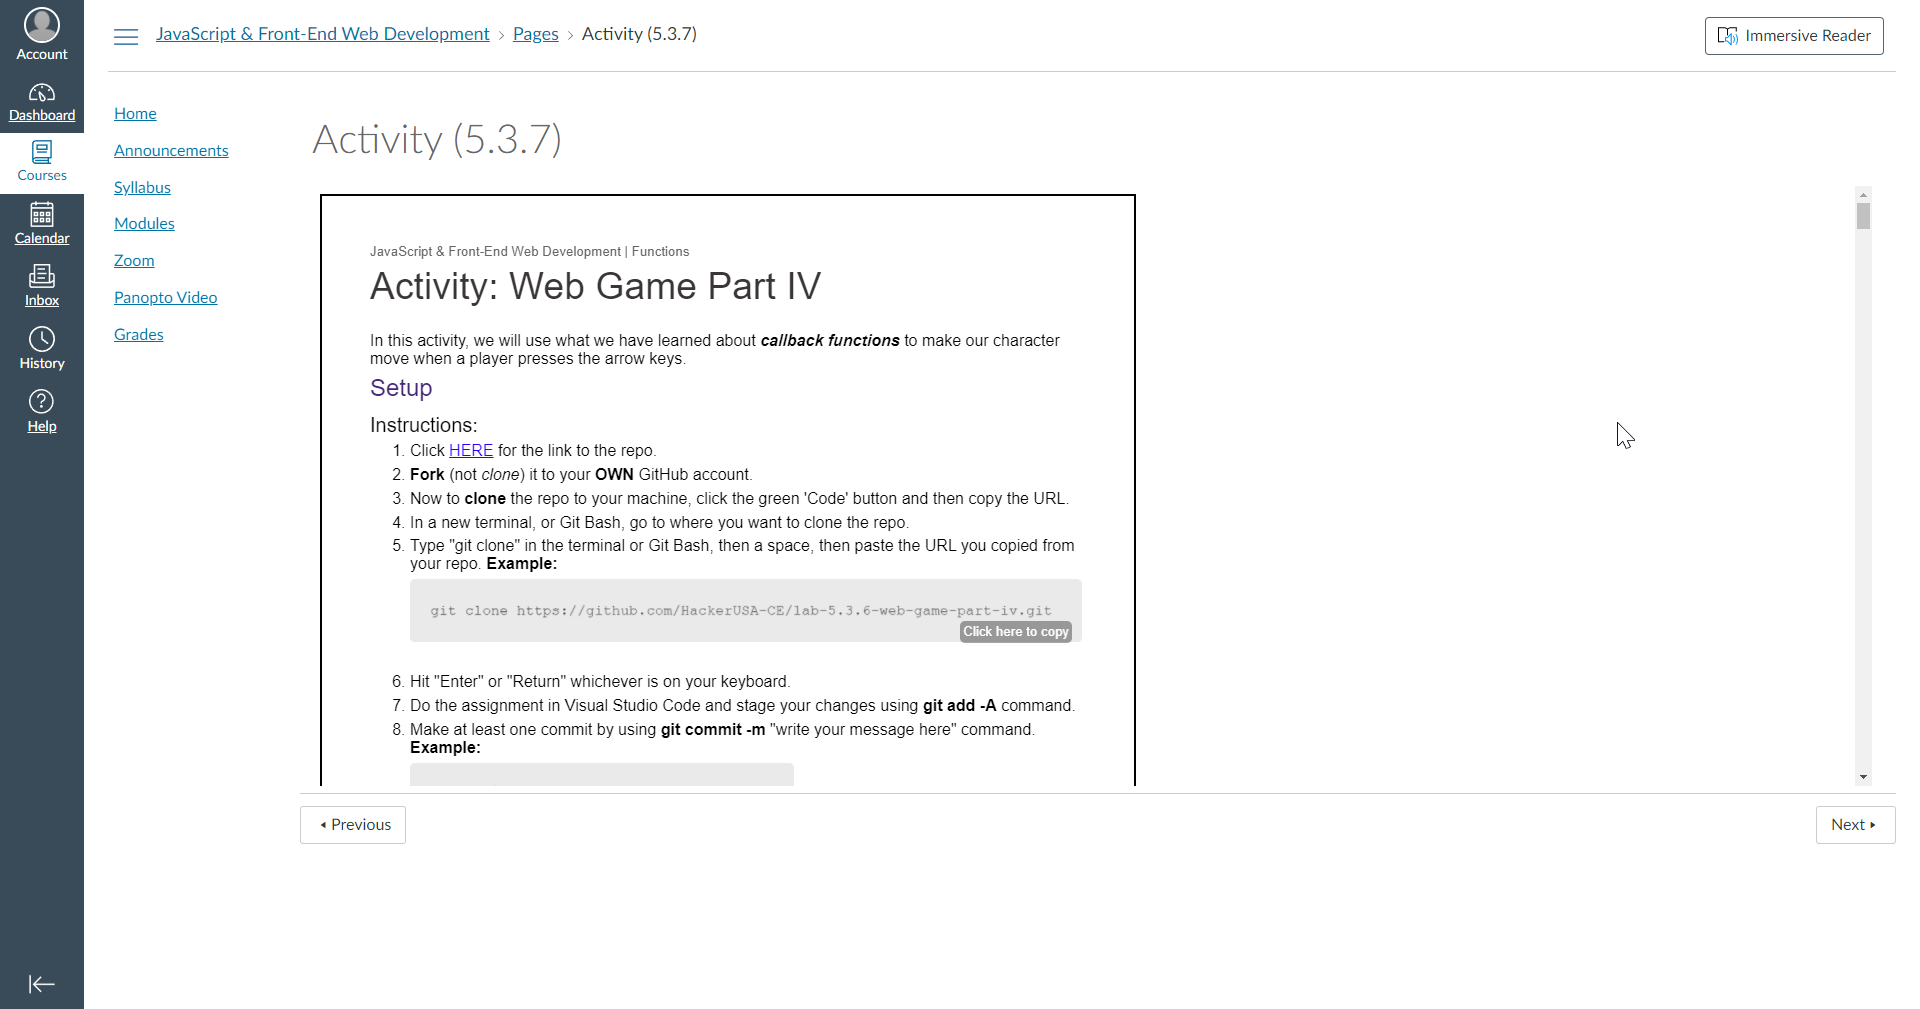 Account
Dashboard
Courses
Calendar
Inbox
History
Help
JavaScript & Front-End Web Development › Pages › Activity (5.3.7)
Immersive Reader
Home
Announcements
Syllabus
Modules
Zoom
Panopto Video
Grades
Activity (5.3.7)
JavaScript & Front-End Web Development | Functions
Activity: Web Game Part IV
In this activity, we will use what we have learned about callback functions to make our character
move when a player presses the arrow keys.
Setup
Instructions:
1. Click HERE for the link to the repo.
2. Fork (not clone) it to your OWN GitHub account.
3. Now to clone the repo to your machine, click the green 'Code' button and then copy the URL.
4. In a new terminal, or Git Bash, go to where you want to clone the repo.
5. Type "git clone" in the terminal or Git Bash, then a space, then paste the URL you copied from
your repo. Example:
git clone https://github.com/HackerUSA-CE/lab-5.3.6-web-game-part-iv.git
Click here to copy
6. Hit "Enter" or "Return" whichever is on your keyboard.
7. Do the assignment in Visual Studio Code and stage your changes using git add -A command.
8. Make at least one commit by using git commit -m "write your message here" command.
Example:
Previous
Next